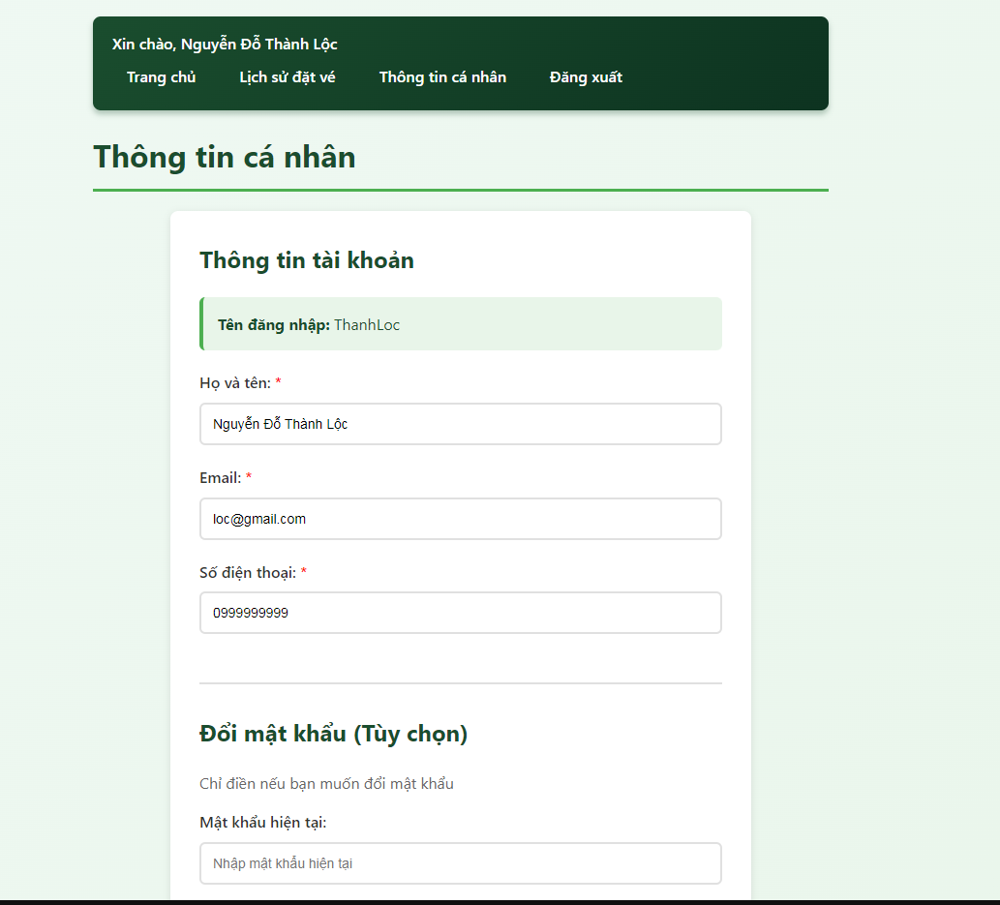 Xin chào, Nguyễn Đỗ Thành Lộc
Trang chủ Lịch sử đặt vé Thông tin cá nhân Đăng xuất
Thông tin cá nhân
Thông tin tài khoản
Tên đăng nhập: ThanhLoc
Họ và tên: *
Nguyễn Đỗ Thành Lộc
Email: *
loc@gmail.com
Số điện thoại: *
0999999999
Đổi mật khẩu (Tùy chọn)
Chỉ điền nếu bạn muốn đổi mật khẩu
Mật khẩu hiện tại:
Nhập mật khẩu hiện tại